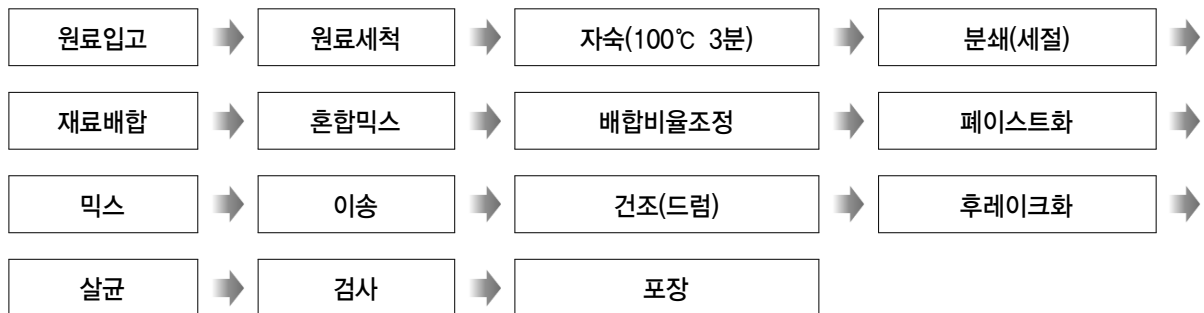 원료입고 원료세척 자숙(100℃ 3분) 분쇄(세절)
재료배합 혼합믹스 배합비율조정 페이스트화
믹스 이송 건조(드럼) 후레이크화
살균 검사 포장